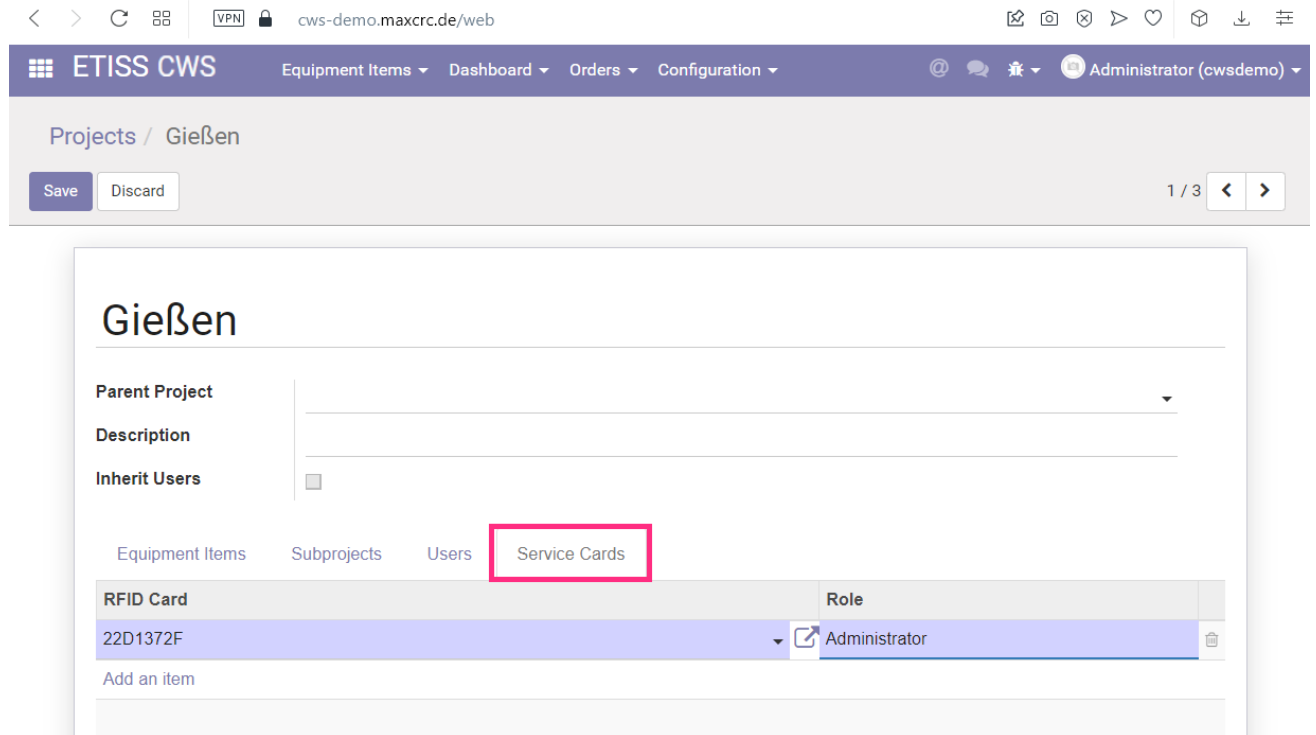 VPN cws-demo.maxcrc.de/web
ETISS CWS Equipment Items Dashboard Orders Configuration @ Administrator (cwsdemo)
Projects / Gießen
Save Discard 1 / 3
Gießen
Parent Project
Description
Inherit Users
Equipment Items Subprojects Users Service Cards
RFID Card Role
22D1372F Administrator
Add an item